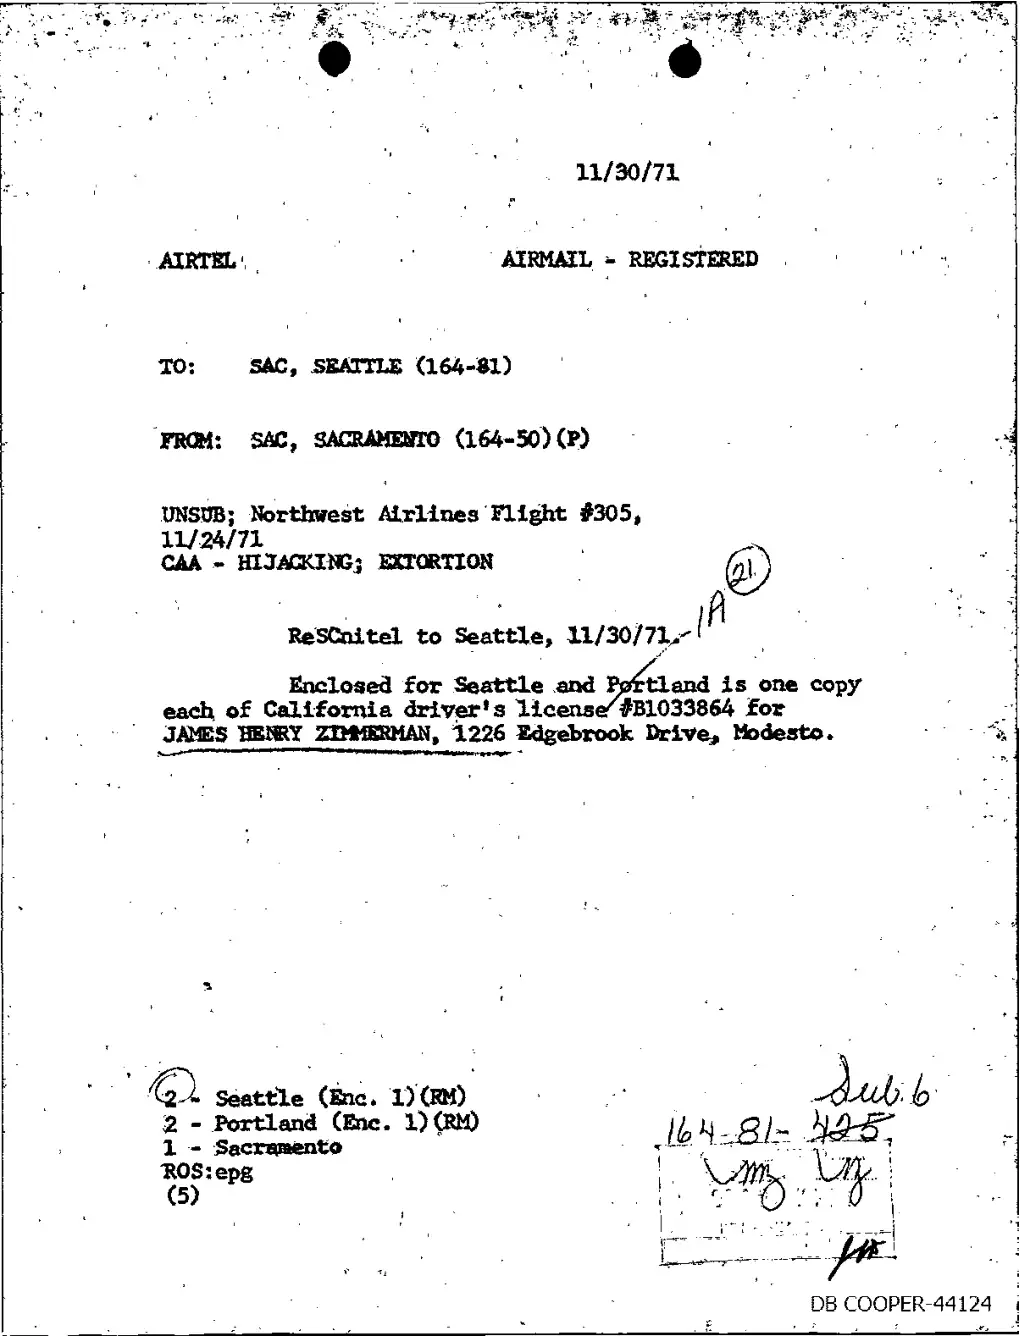 11/30/71
AIRTEL
AIRMAIL - REGISTERED
TO: SAC, SEATTLE (164-81)
FROM: SAC, SACRAMENTO (164-50)(P)
UNSUB; Northwest Airlines Flight #305,
11/24/71
CAA - HIJACKING; EXTORTION
21
1A
ReSCnitel to Seattle, 11/30/71.
Enclosed for Seattle and Portland is one copy
each of California driver's license #B1033864 for
JAMES HENRY ZIMMERMAN, 1226 Edgebrook Drive, Modesto.
2 - Seattle (Enc. 1)(RM)
2 - Portland (Enc. 1)(RM)
1 - Sacramento
ROS:epg
(5)
Sub. 6
164-81-425
DB COOPER-44124